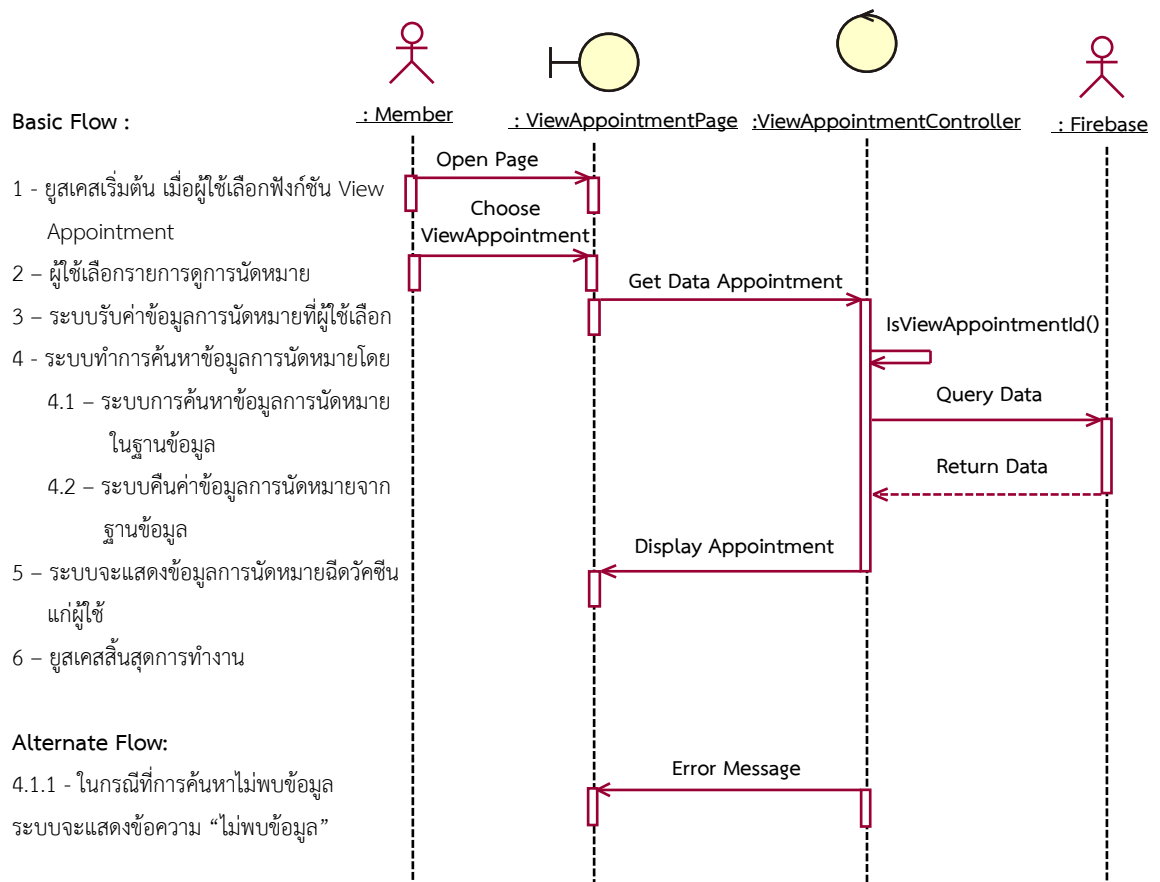 : Member
: ViewAppointmentPage
:ViewAppointmentController
: Firebase
Basic Flow :
1 - ยูสเคสเริ่มต้น เมื่อผู้ใช้เลือกฟังก์ชัน View
Appointment
2 – ผู้ใช้เลือกรายการดูการนัดหมาย
3 – ระบบรับค่าข้อมูลการนัดหมายที่ผู้ใช้เลือก
4 - ระบบทำการค้นหาข้อมูลการนัดหมายโดย
4.1 – ระบบการค้นหาข้อมูลการนัดหมาย
ในฐานข้อมูล
4.2 – ระบบคืนค่าข้อมูลการนัดหมายจาก
ฐานข้อมูล
5 – ระบบจะแสดงข้อมูลการนัดหมายฉีดวัคซีน
แก่ผู้ใช้
6 – ยูสเคสสิ้นสุดการทำงาน
Open Page
Choose
ViewAppointment
Get Data Appointment
IsViewAppointmentId()
Query Data
Return Data
Display Appointment
Alternate Flow:
4.1.1 - ในกรณีที่การค้นหาไม่พบข้อมูล
ระบบจะแสดงข้อความ “ไม่พบข้อมูล”
Error Message